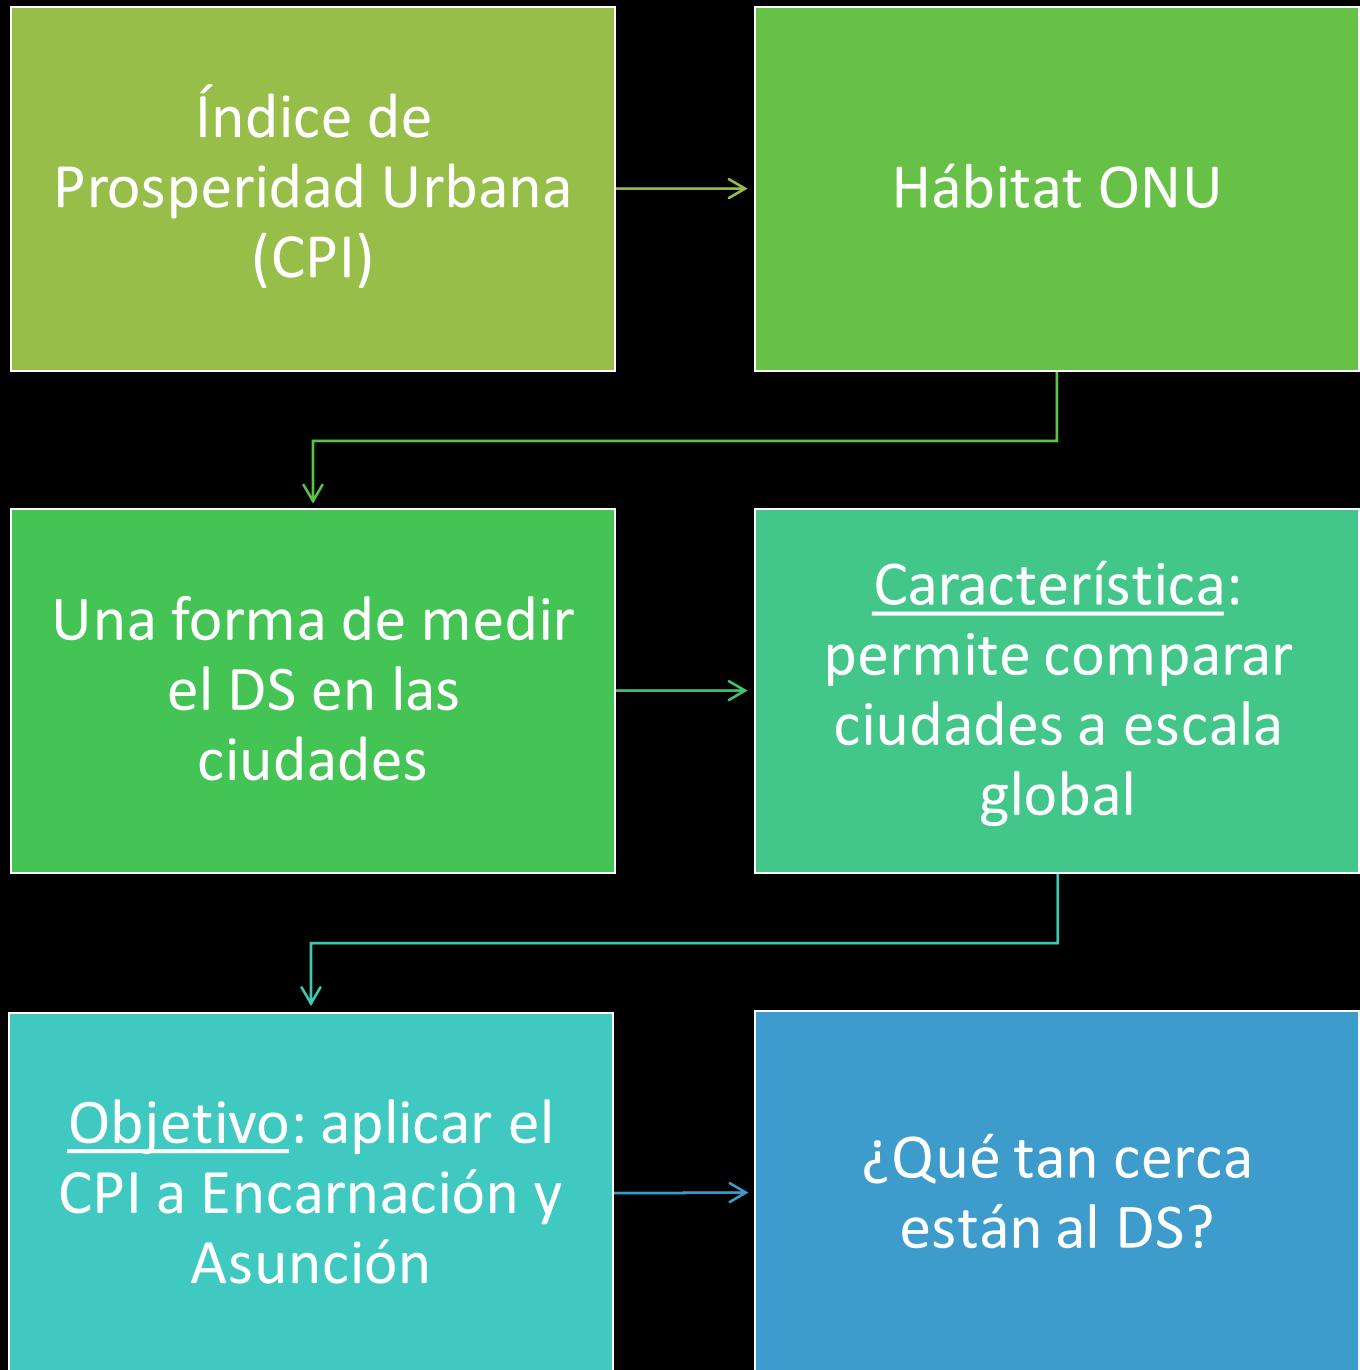 Índice de
Prosperidad Urbana
(CPI)
Hábitat ONU
Una forma de medir
el DS en las
ciudades
Característica:
permite comparar
ciudades a escala
global
Objetivo: aplicar el
CPI a Encarnación y
Asunción
¿Qué tan cerca
están al DS?